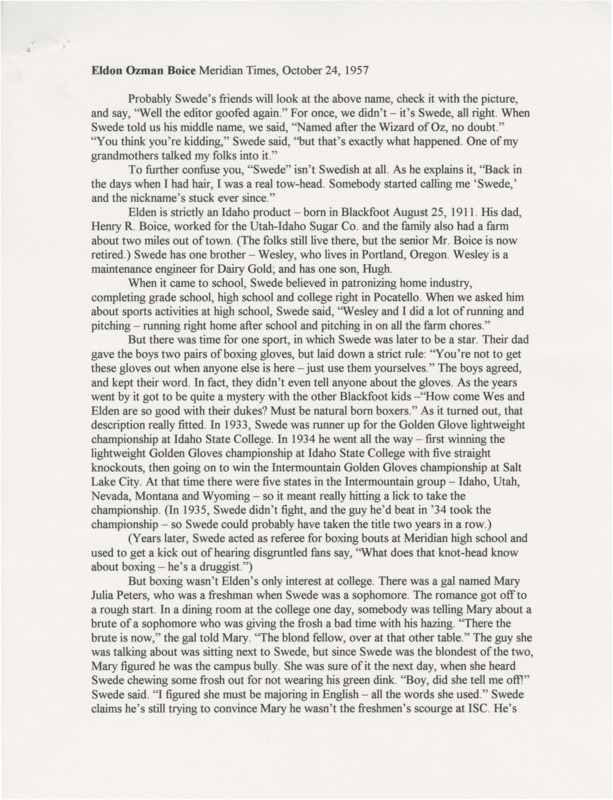 Eldon Ozman Boice Meridian Times, October 24, 1957
Probably Swede's friends will look at the above name, check it with the picture,
and say, "Well the editor goofed again." For once, we didn't – it's Swede, all right. When
Swede told us his middle name, we said, "Named after the Wizard of Oz, no doubt."
"You think you're kidding," Swede said, "but that's exactly what happened. One of my
grandmothers talked my folks into it."
To further confuse you, "Swede" isn't Swedish at all. As he explains it, "Back in
the days when I had hair, I was a real tow-head. Somebody started calling me 'Swede,'
and the nickname's stuck ever since."
Elden is strictly an Idaho product – born in Blackfoot August 25, 1911. His dad,
Henry R. Boice, worked for the Utah-Idaho Sugar Co. and the family also had a farm
about two miles out of town. (The folks still live there, but the senior Mr. Boice is now
retired.) Swede has one brother – Wesley, who lives in Portland, Oregon. Wesley is a
maintenance engineer for Dairy Gold; and has one son, Hugh.
When it came to school, Swede believed in patronizing home industry,
completing grade school, high school and college right in Pocatello. When we asked him
about sports activities at high school, Swede said, "Wesley and I did a lot of running and
pitching – running right home after school and pitching in on all the farm chores."
But there was time for one sport, in which Swede was later to be a star. Their dad
gave the boys two pairs of boxing gloves, but laid down a strict rule: "You're not to get
these gloves out when anyone else is here – just use them yourselves." The boys agreed,
and kept their word. In fact, they didn't even tell anyone about the gloves. As the years
went by it got to be quite a mystery with the other Blackfoot kids –"How come Wes and
Elden are so good with their dukes? Must be natural born boxers." As it turned out, that
description really fitted. In 1933, Swede was runner up for the Golden Glove lightweight
championship at Idaho State College. In 1934 he went all the way – first winning the
lightweight Golden Gloves championship at Idaho State College with five straight
knockouts, then going on to win the Intermountain Golden Gloves championship at Salt
Lake City. At that time there were five states in the Intermountain group – Idaho, Utah,
Nevada, Montana and Wyoming – so it meant really hitting a lick to take the
championship. (In 1935, Swede didn't fight, and the guy he'd beat in '34 took the
championship – so Swede could probably have taken the title two years in a row.)
(Years later, Swede acted as referee for boxing bouts at Meridian high school and
used to get a kick out of hearing disgruntled fans say, "What does that knot-head know
about boxing – he's a druggist.")
But boxing wasn't Elden's only interest at college. There was a gal named Mary
Julia Peters, who was a freshman when Swede was a sophomore. The romance got off to
a rough start. In a dining room at the college one day, somebody was telling Mary about a
brute of a sophomore who was giving the frosh a bad time with his hazing. "There the
brute is now," the gal told Mary. "The blond fellow, over at that other table." The guy she
was talking about was sitting next to Swede, but since Swede was the blondest of the two,
Mary figured he was the campus bully. She was sure of it the next day, when she heard
Swede chewing some frosh out for not wearing his green dink. "Boy, did she tell me off!"
Swede said. "I figured she must be majoring in English – all the words she used." Swede
claims he's still trying to convince Mary he wasn't the freshmen's scourge at ISC. He's